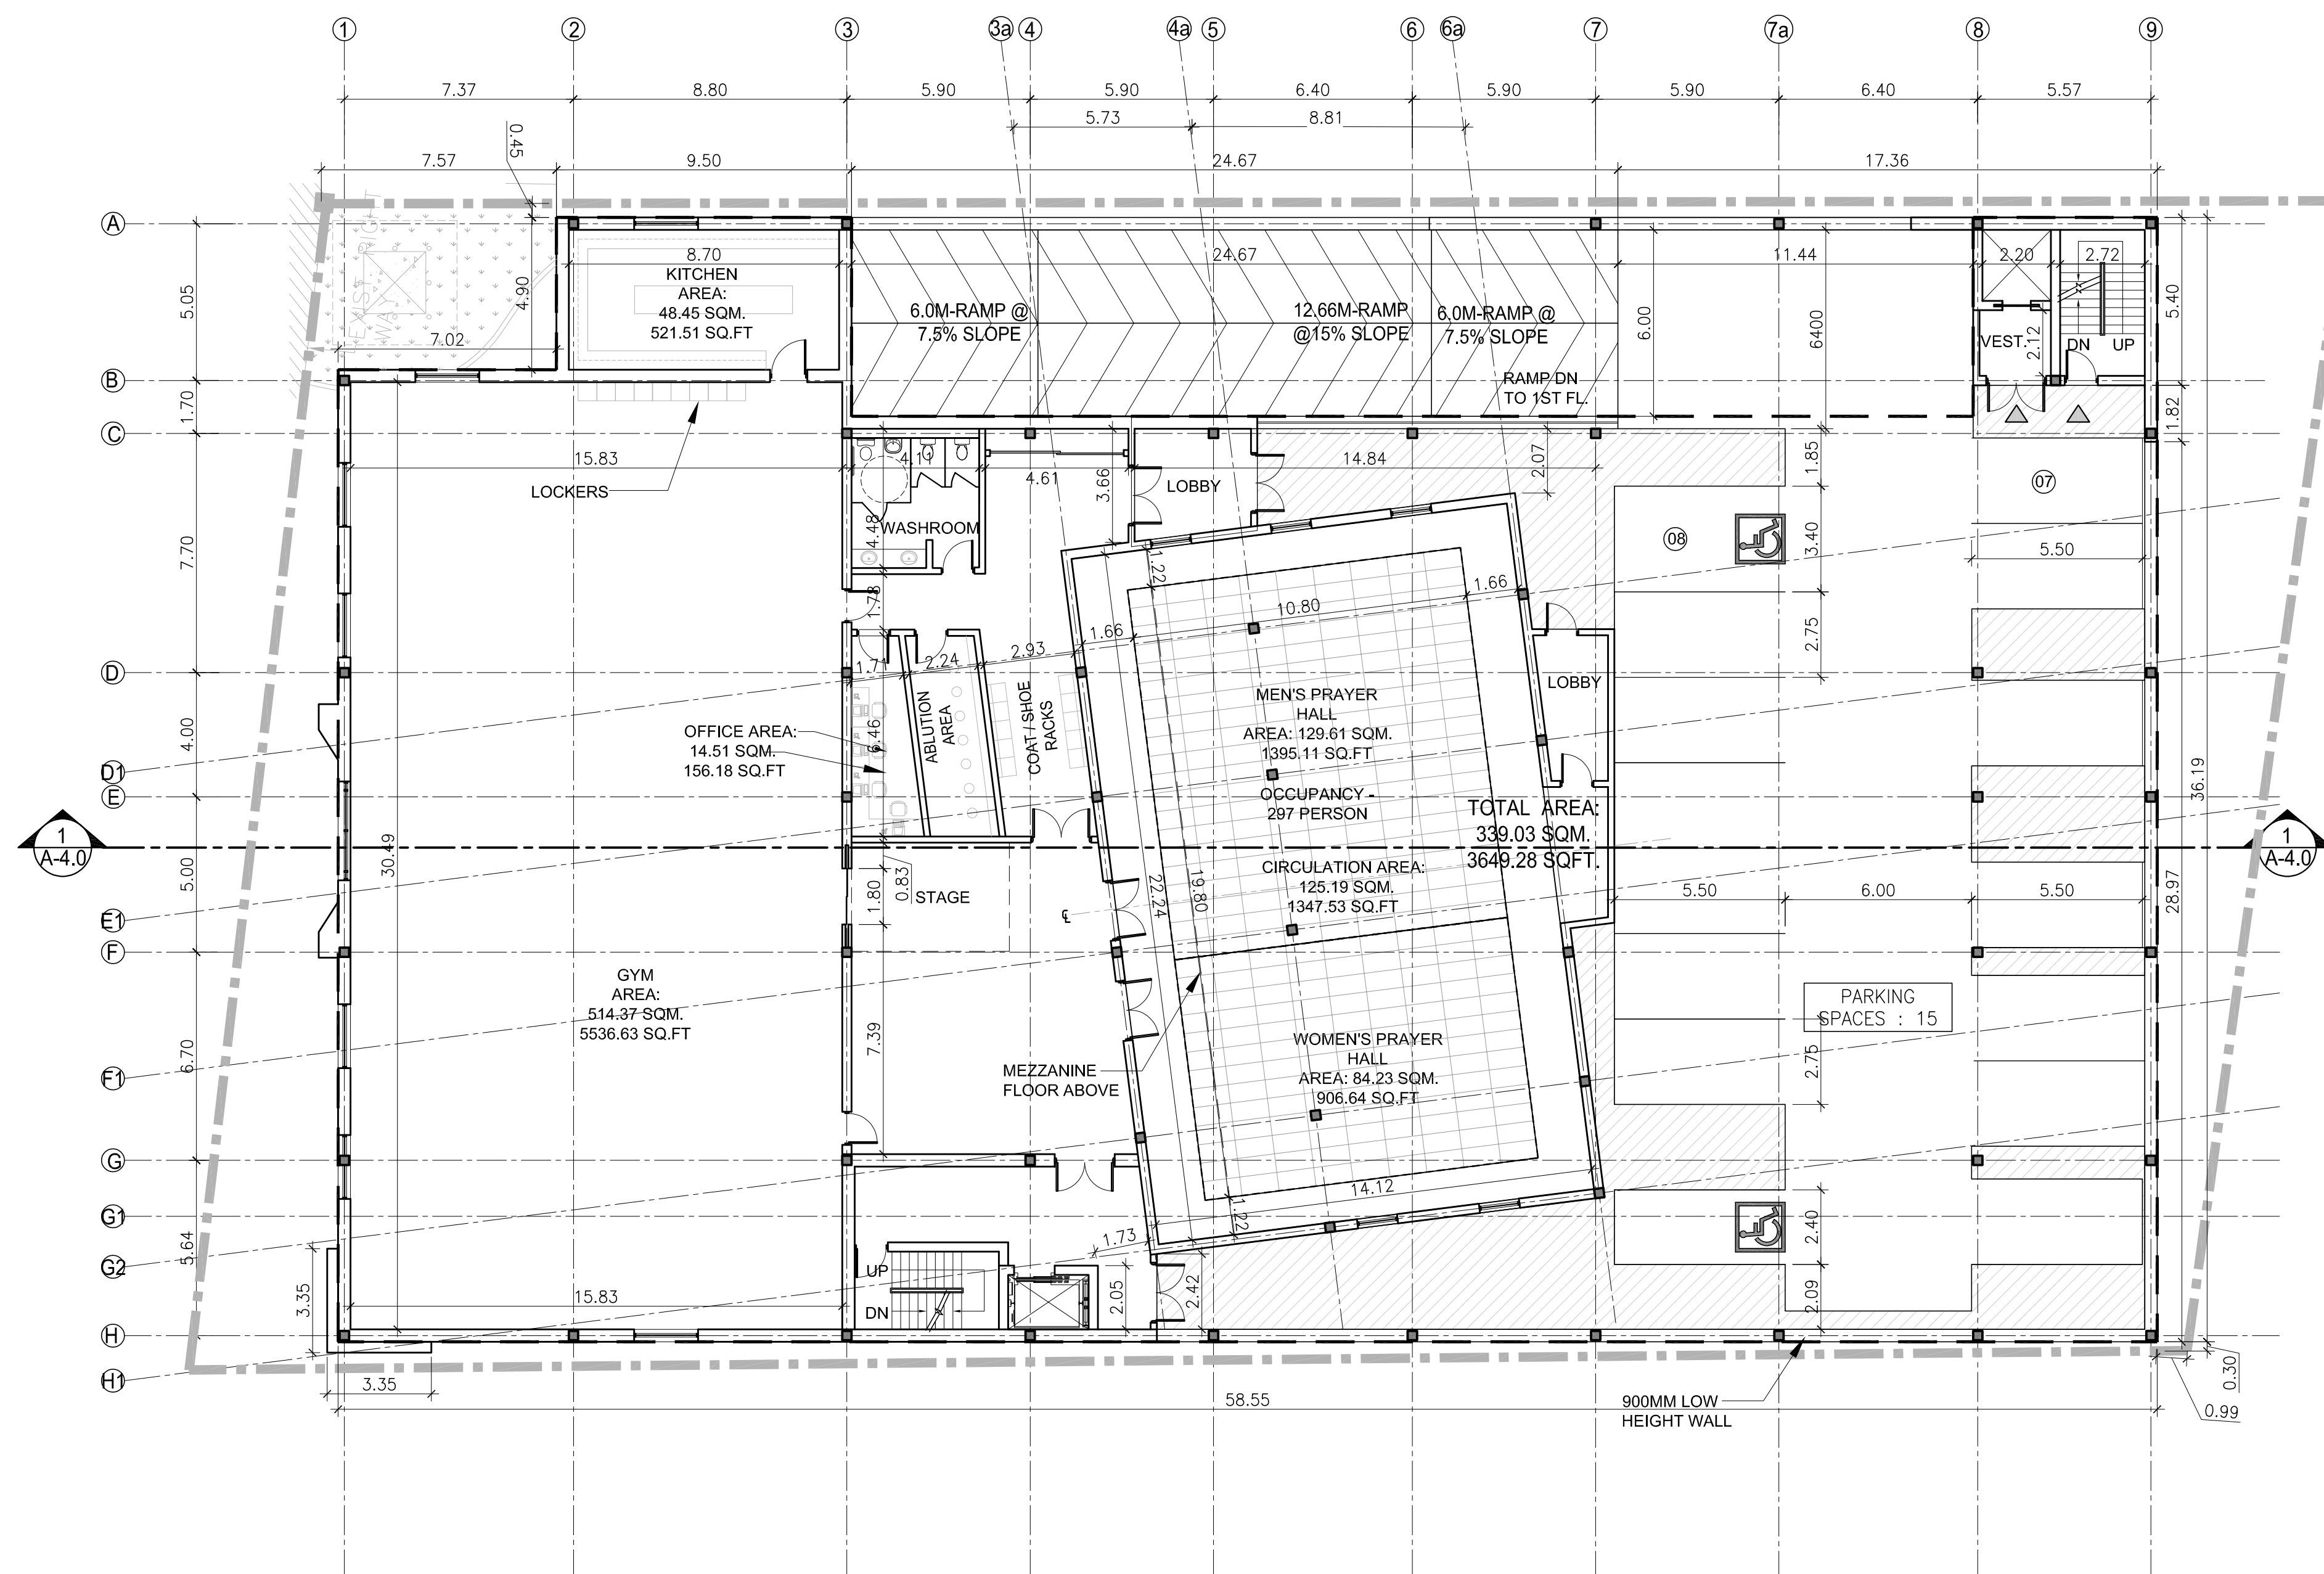 1 2 3 3a 4 4a 5 6 6a 7 7a 8 9
7.37 8.80 5.90 5.90 6.40 5.90 5.90 6.40 5.57
5.73 8.81
0.45
7.57 9.50 24.67 17.36
A
B
C
D
D1
E
E1
F
F1
G
G1
G2
H
H1
5.05
1.70
7.70
4.00
5.00
6.70
5.64
4.90
7.02
8.70
KITCHEN
AREA:
48.45 SQM.
521.51 SQ.FT
24.67
6.0M-RAMP @
7.5% SLOPE
12.66M-RAMP
@15% SLOPE
6.0M-RAMP @
7.5% SLOPE
RAMP DN
TO 1ST FL.
6.00
6400
11.44
2.20
2.72
VEST.
2.12
DN
UP
5.40
1.82
36.19
28.97
15.83
LOCKERS
4.11
4.61
3.66
LOBBY
14.84
2.07
1.85
WASHROOM
4.48
1.78
1.22
08
3.40
07
5.50
2.75
1.66
10.80
1.66
1.71
2.24
2.93
6.46
OFFICE AREA:
14.51 SQM.
156.18 SQ.FT
ABLUTION
AREA
COAT / SHOE
RACKS
MEN'S PRAYER
HALL
AREA: 129.61 SQM.
1395.11 SQ.FT
OCCUPANCY -
297 PERSON
LOBBY
TOTAL AREA:
339.03 SQM.
3649.28 SQFT.
1
A-4.0
1
A-4.0
30.49
1.80
0.83
STAGE
22.24
19.80
CIRCULATION AREA:
125.19 SQM.
1347.53 SQ.FT
5.50
6.00
5.50
GYM
AREA:
514.37 SQM.
5536.63 SQ.FT
7.39
PARKING
SPACES : 15
2.75
MEZZANINE
FLOOR ABOVE
WOMEN'S PRAYER
HALL
AREA: 84.23 SQM.
906.64 SQ.FT
14.12
1.22
1.73
2.40
2.09
UP
DN
2.05
2.42
15.83
3.35
3.35
58.55
900MM LOW
HEIGHT WALL
0.30
0.99